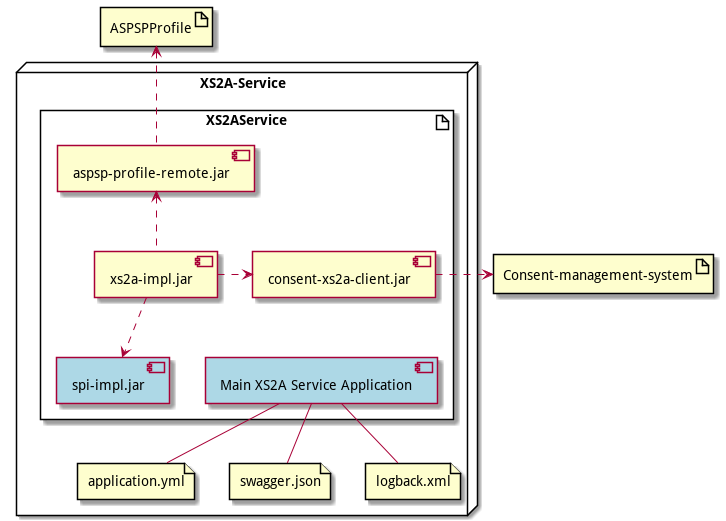 ASPSPProfile
XS2A-Service
XS2AService
aspsp-profile-remote.jar
xs2a-impl.jar
consent-xs2a-client.jar
Consent-management-system
spi-impl.jar
Main XS2A Service Application
application.yml
swagger.json
logback.xml